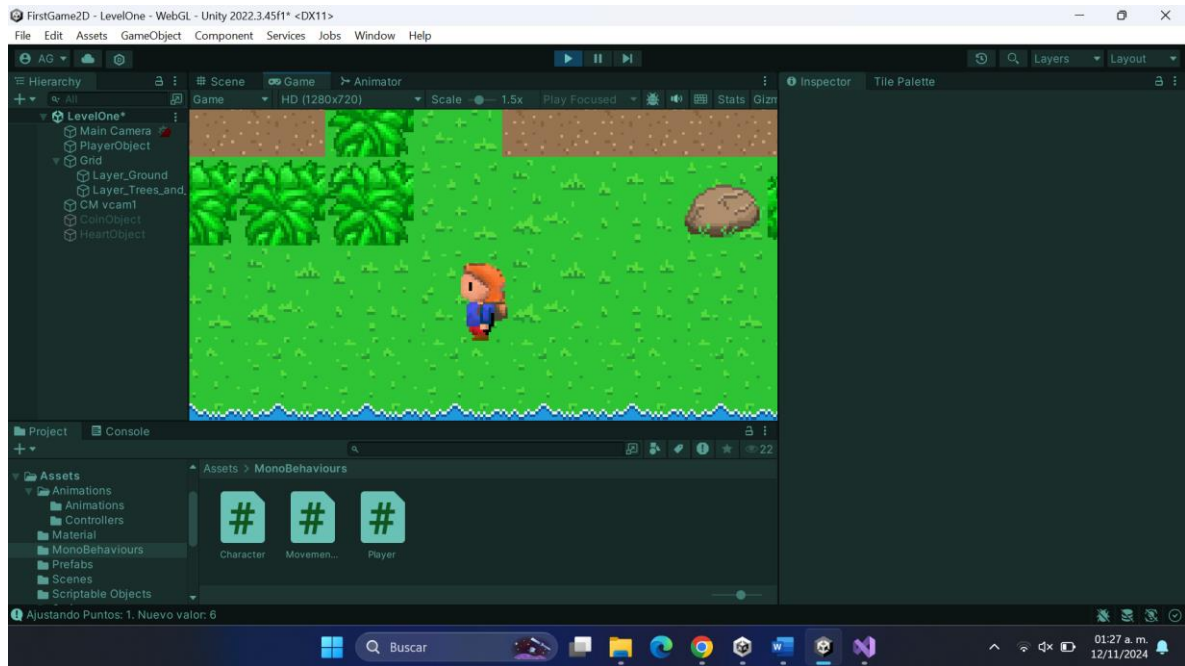 FirstGame2D - LevelOne - WebGL - Unity 2022.3.45f1* <DX11>
File Edit Assets GameObject Component Services Jobs Window Help
AG Layers Layout
Hierarchy Scene Game Animator Inspector Tile Palette
All Game HD (1280x720) Scale 1.5x Play Focused Stats Gizm
LevelOne*
Main Camera
PlayerObject
Grid
Layer_Ground
Layer_Trees_and_
CM vcam1
CoinObject
HeartObject
Project Console
22
Assets Assets > MonoBehaviours
Animations
Animations
Controllers
Material
MonoBehaviours
Prefabs
Scenes
Scriptable Objects
# # #
Character Movemen... Player
Ajustando Puntos: 1. Nuevo valor: 6
Buscar
01:27 a. m.
12/11/2024